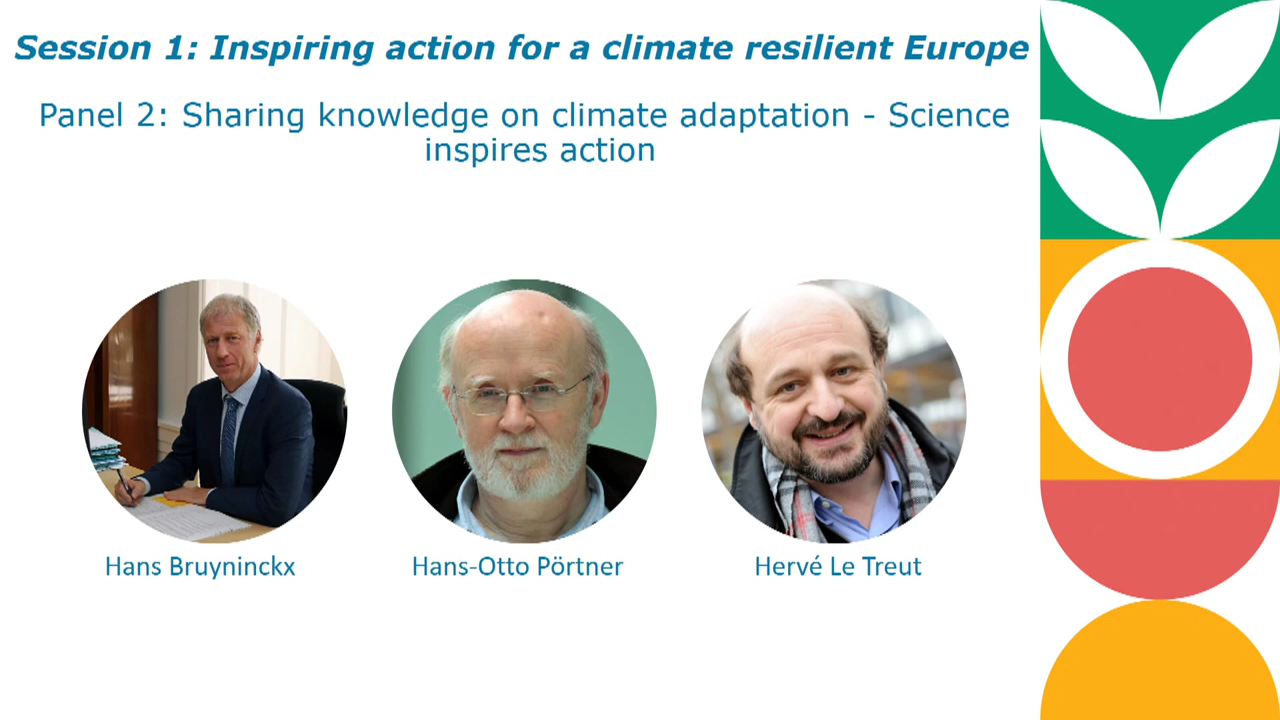 Session 1: Inspiring action for a climate resilient Europe
Panel 2: Sharing knowledge on climate adaptation - Science
inspires action
Hans Bruyninckx
Hans-Otto Pörtner
Hervé Le Treut